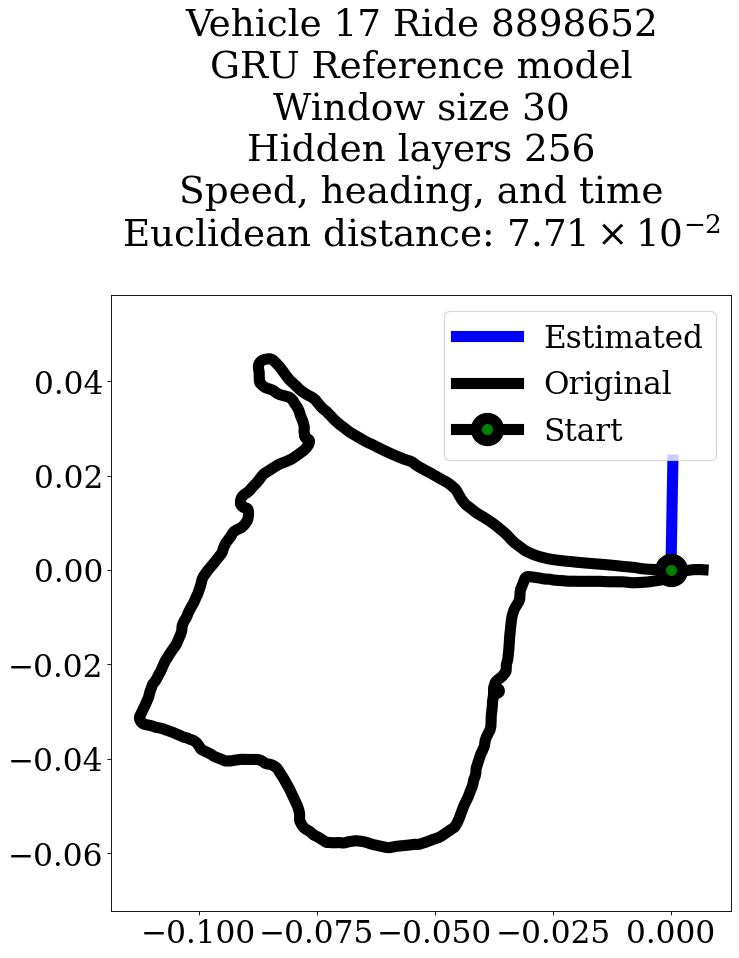 Vehicle 17 Ride 8898652
GRU Reference model
Window size 30
Hidden layers 256
Speed, heading, and time
Euclidean distance: 7.71 × 10⁻²
Estimated
Original
Start
0.04
0.02
0.00
−0.02
−0.04
−0.06
−0.100 −0.075 −0.050 −0.025 0.000